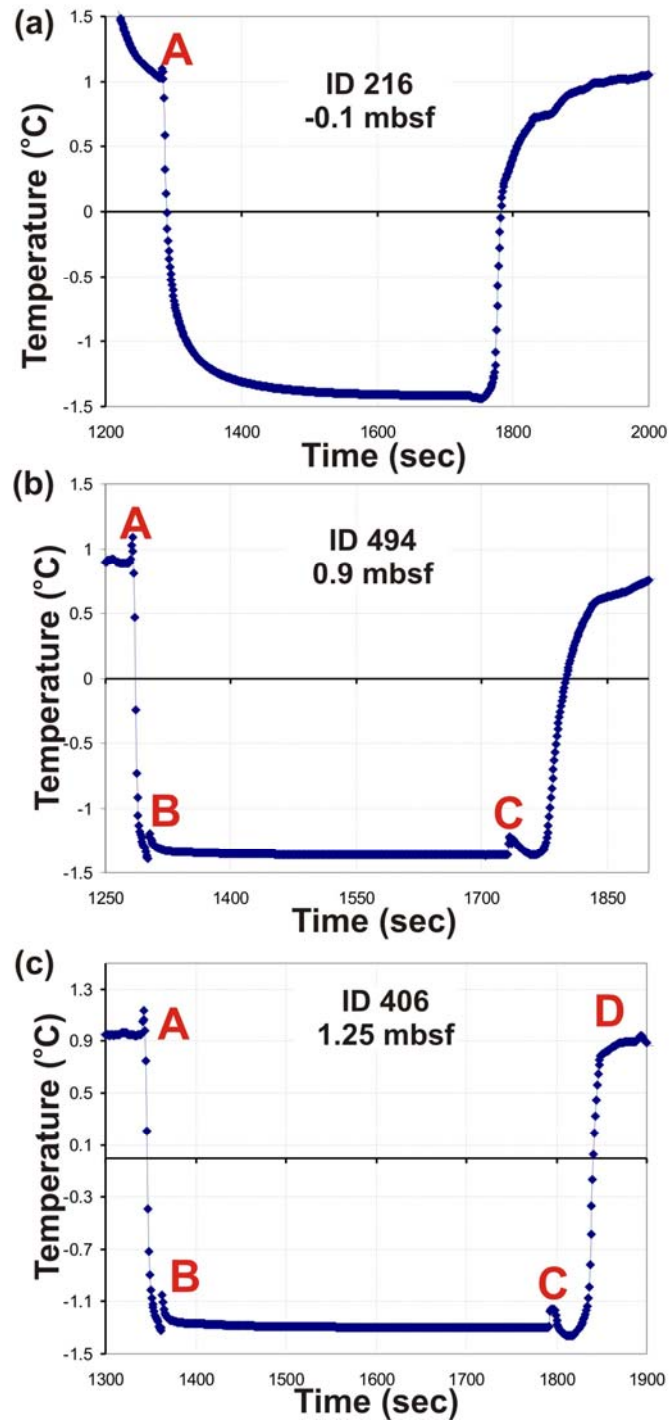 (a)
A
ID 216
-0.1 mbsf
Temperature (°C)
1.5
1
0.5
0
-0.5
-1
-1.5
1200 1400 1600 1800 2000
Time (sec)
(b)
A
ID 494
0.9 mbsf
B
C
Temperature (°C)
1.5
1
0.5
0
-0.5
-1
-1.5
1250 1400 1550 1700 1850
Time (sec)
(c)
A
ID 406
1.25 mbsf
D
B
C
Temperature (°C)
1.3
0.9
0.5
0.1
-0.3
-0.7
-1.1
-1.5
1300 1400 1500 1600 1700 1800 1900
Time (sec)